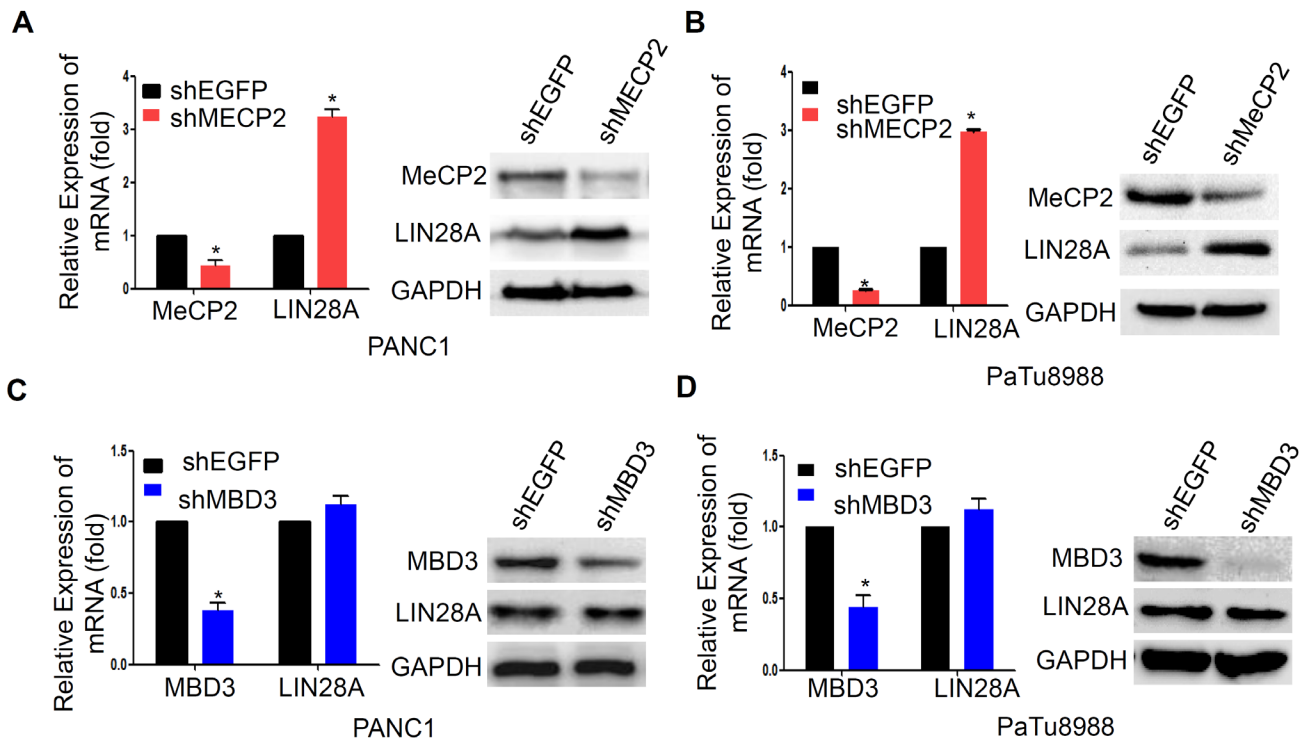 A
Relative Expression of
mRNA (fold)
4
3
2
1
0
shEGFP
shMECP2
*
*
MeCP2
LIN28A
shEGFP
shMECP2
MeCP2
LIN28A
GAPDH
PANC1
B
Relative Expression of
mRNA (fold)
4
3
2
1
0
shEGFP
shMECP2
*
*
MeCP2
LIN28A
shEGFP
shMeCP2
MeCP2
LIN28A
GAPDH
PaTu8988
C
Relative Expression of
mRNA (fold)
1.5
1.0
0.5
0.0
shEGFP
shMBD3
*
MBD3
LIN28A
shEGFP
shMBD3
MBD3
LIN28A
GAPDH
PANC1
D
Relative Expression of
mRNA (fold)
1.5
1.0
0.5
0.0
shEGFP
shMBD3
*
MBD3
LIN28A
shEGFP
shMBD3
MBD3
LIN28A
GAPDH
PaTu8988